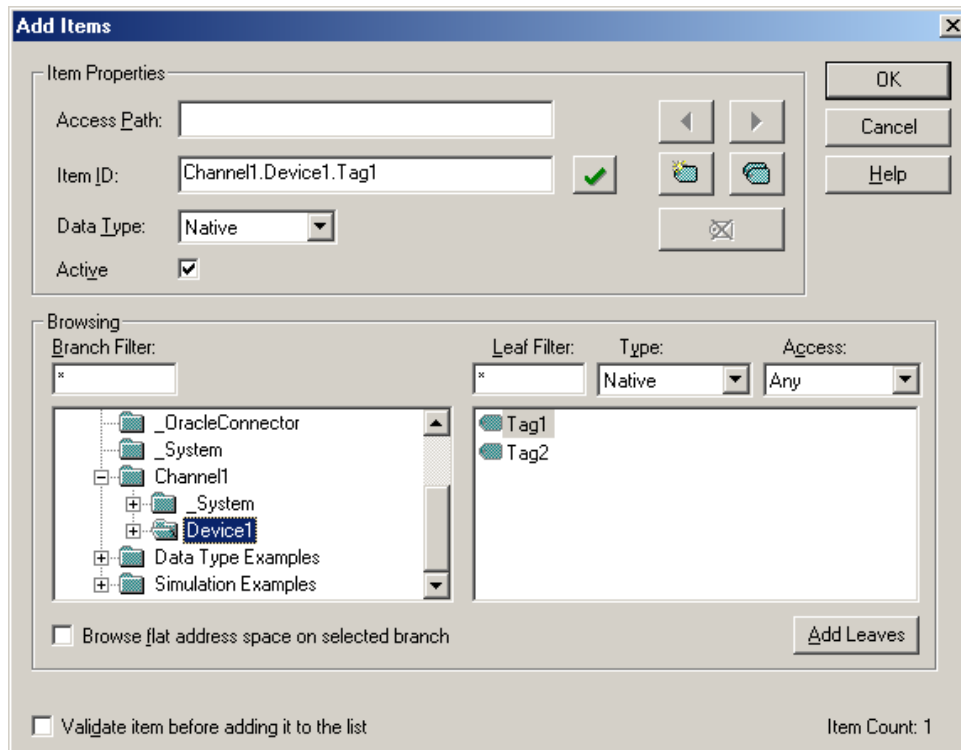 Add Items
Item Properties
OK
Access Path:
Cancel
Item ID: Channel1.Device1.Tag1
Help
Data Type: Native
Active
Browsing
Branch Filter: Leaf Filter: Type: Access:
* * Native Any
_OracleConnector Tag1
_System Tag2
Channel1
_System
Device1
Data Type Examples
Simulation Examples
Browse flat address space on selected branch Add Leaves
Validate item before adding it to the list Item Count: 1